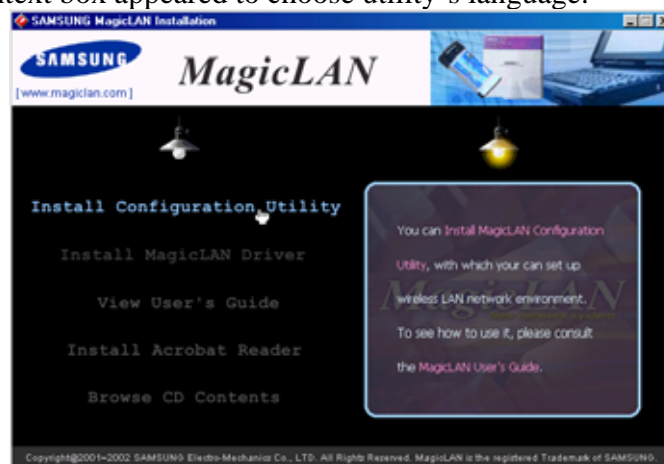 text box appeared to choose utility's language.
SAMSUNG MagicLAN Installation
SAMSUNG
[www.magiclan.com]
MagicLAN
Install Configuration Utility
Install MagicLAN Driver
View User's Guide
Install Acrobat Reader
Browse CD Contents
You can Install MagicLAN Configuration
Utility, with which your can set up
wireless LAN network environment.
To see how to use it, please consult
the MagicLAN User's Guide.
MagicLAN
Copyright@2001-2002 SAMSUNG Electro-Mechanics Co., LTD. All Rights Reserved. MagicLAN is the registered Trademark of SAMSUNG.